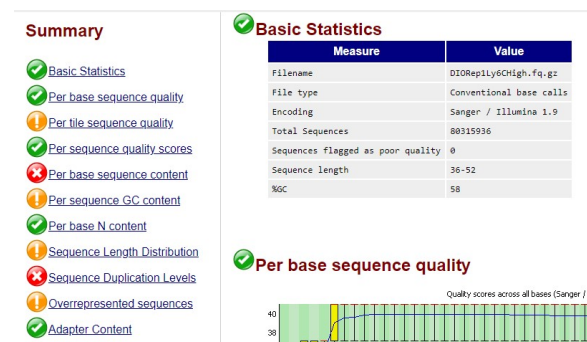 Summary
Basic Statistics
Per base sequence quality
Per tile sequence quality
Per sequence quality scores
Per base sequence content
Per sequence GC content
Per base N content
Sequence Length Distribution
Sequence Duplication Levels
Overrepresented sequences
Adapter Content
Basic Statistics
Measure Value
Filename DIORep1Ly6CHigh.fq.gz
File type Conventional base calls
Encoding Sanger / Illumina 1.9
Total Sequences 80315936
Sequences flagged as poor quality 0
Sequence length 36-52
%GC 58
Per base sequence quality
Quality scores across all bases (Sanger /
40
38